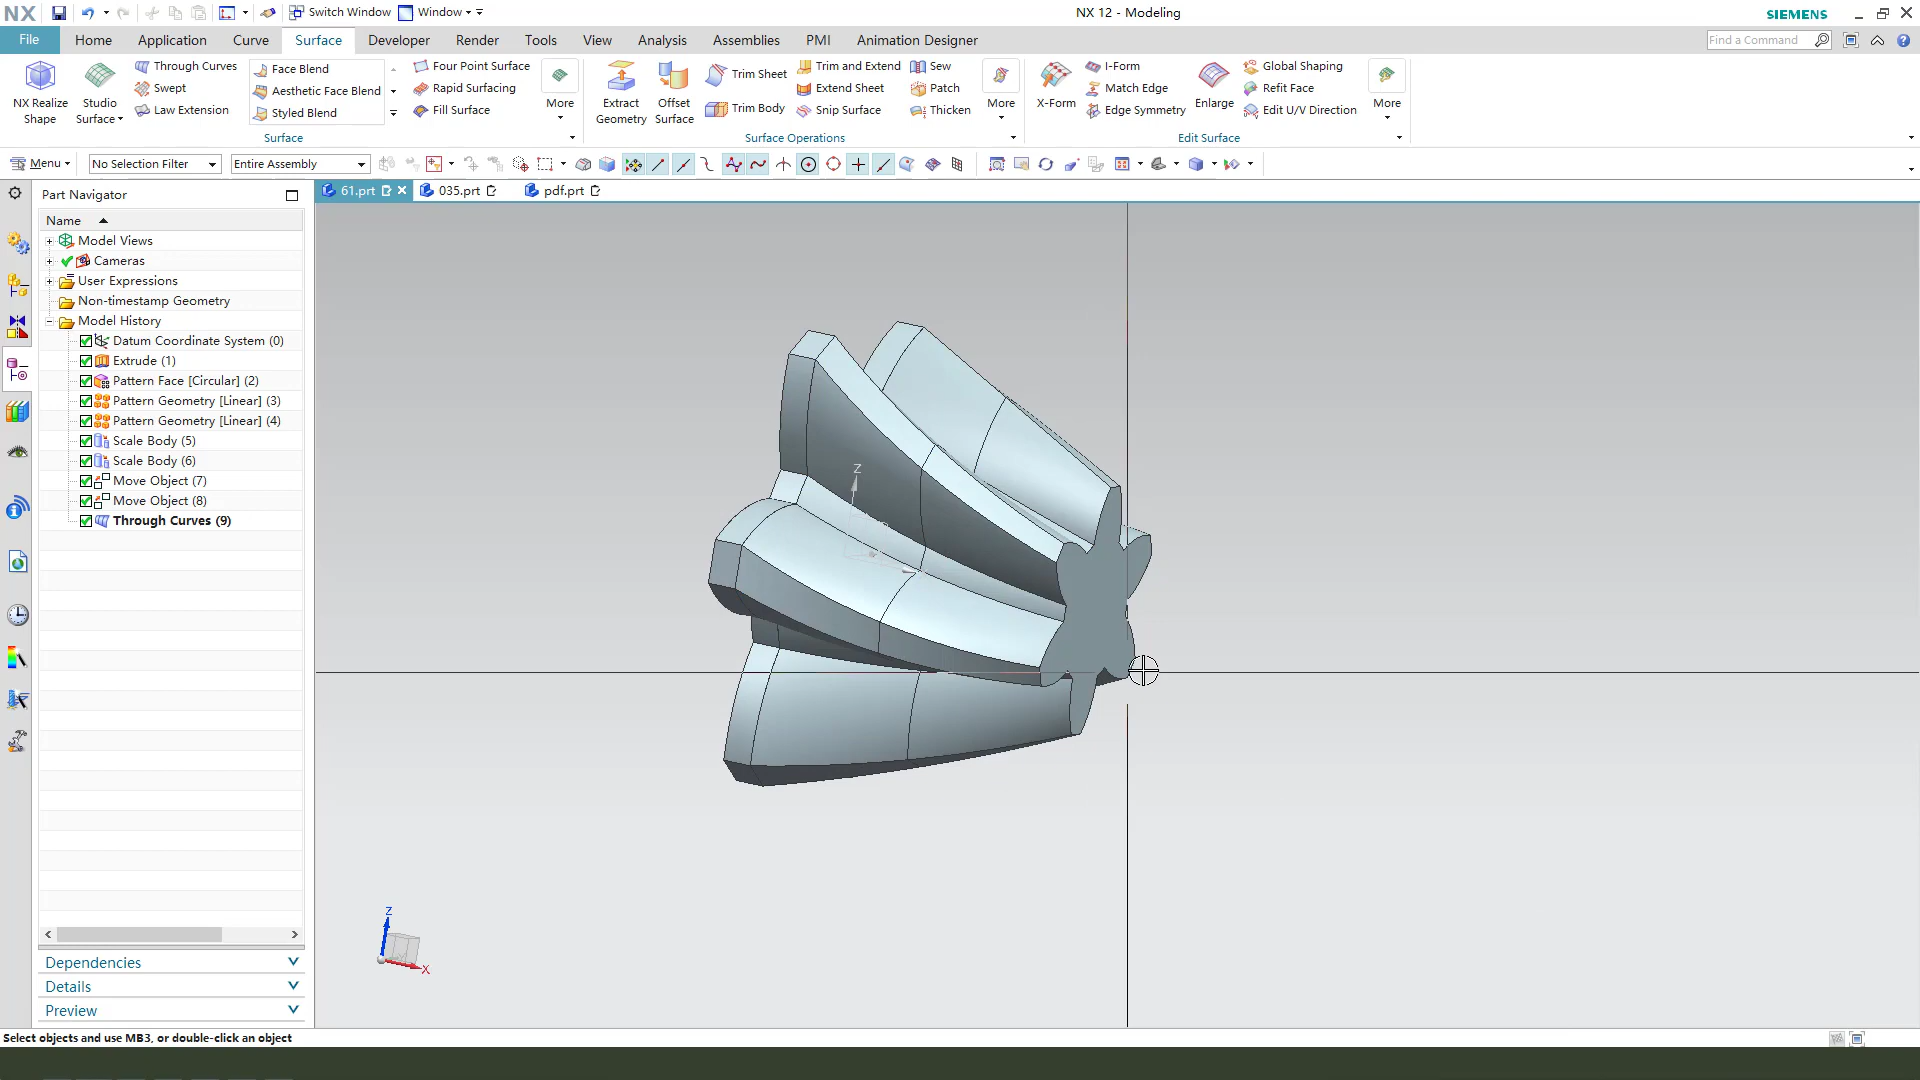 NX
Switch Window Window
NX 12 - Modeling
SIEMENS
File Home Application Curve Surface Developer Render Tools View Analysis Assemblies PMI Animation Designer
Find a Command
NX Realize Shape
Studio Surface
Through Curves
Swept
Law Extension
Face Blend
Aesthetic Face Blend
Styled Blend
Four Point Surface
Rapid Surfacing
Fill Surface
More
Surface
Extract Geometry
Offset Surface
Trim Sheet
Trim Body
Trim and Extend
Extend Sheet
Snip Surface
Sew
Patch
Thicken
More
Surface Operations
X-Form
I-Form
Match Edge
Edge Symmetry
Enlarge
Global Shaping
Refit Face
Edit U/V Direction
More
Edit Surface
Menu
No Selection Filter
Entire Assembly
Part Navigator
61.prt
035.prt
pdf.prt
Name
Model Views
Cameras
User Expressions
Non-timestamp Geometry
Model History
Datum Coordinate System (0)
Extrude (1)
Pattern Face [Circular] (2)
Pattern Geometry [Linear] (3)
Pattern Geometry [Linear] (4)
Scale Body (5)
Scale Body (6)
Move Object (7)
Move Object (8)
Through Curves (9)
Z
Z
X
Dependencies
Details
Preview
Select objects and use MB3, or double-click an object